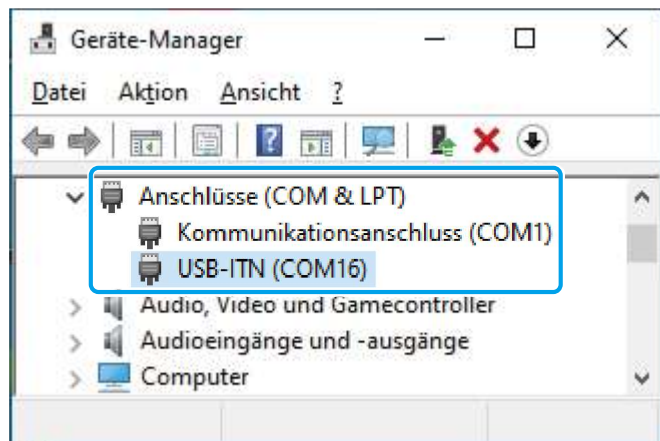 Geräte-Manager
Datei Aktion Ansicht ?
Anschlüsse (COM & LPT)
Kommunikationsanschluss (COM1)
USB-ITN (COM16)
Audio, Video und Gamecontroller
Audioeingänge und -ausgänge
Computer